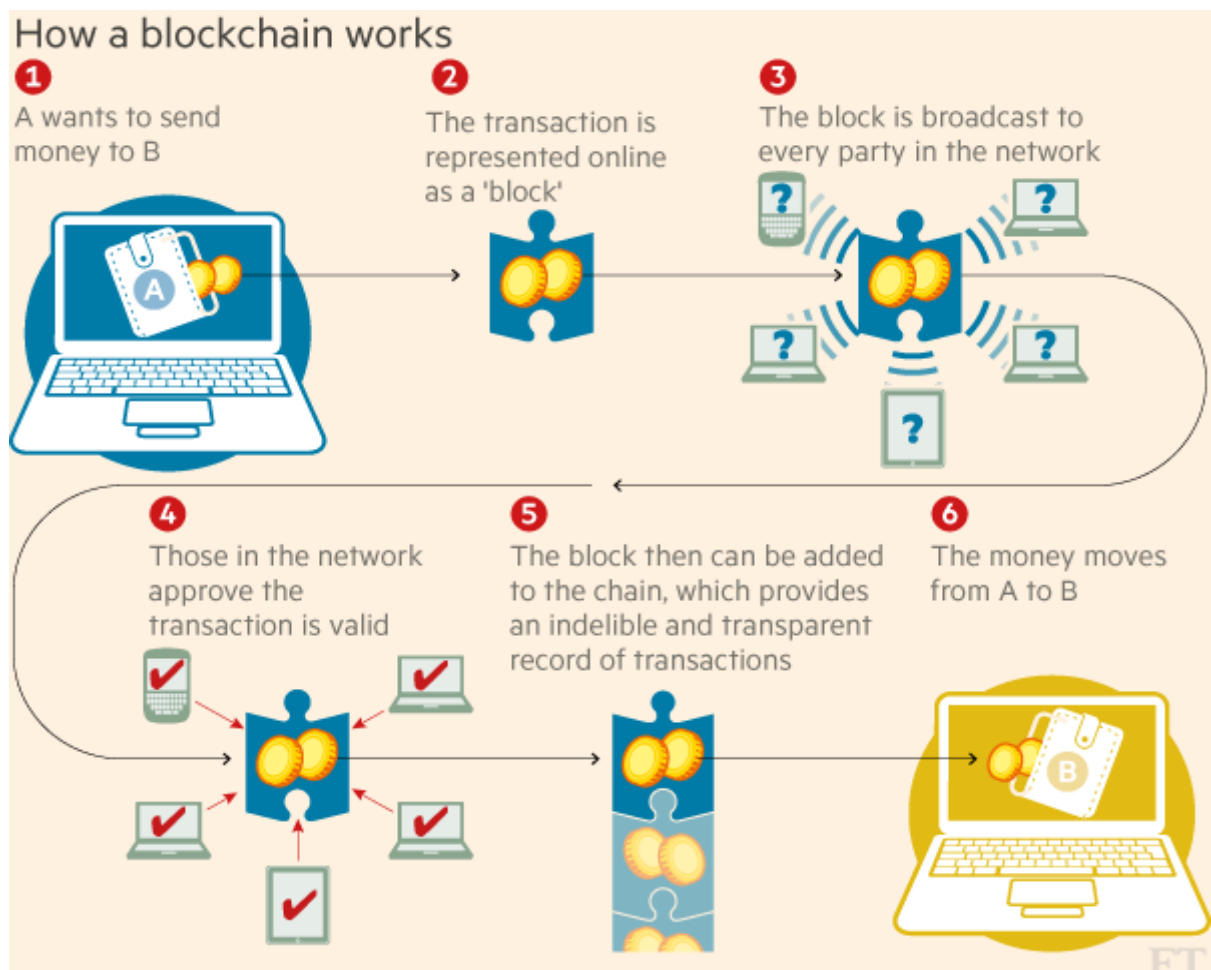 How a blockchain works
1
A wants to send
money to B
2
The transaction is
represented online
as a 'block'
3
The block is broadcast to
every party in the network
A
?
?
?
?
?
4
Those in the network
approve the
transaction is valid
5
The block then can be added
to the chain, which provides
an indelible and transparent
record of transactions
6
The money moves
from A to B
B
FT